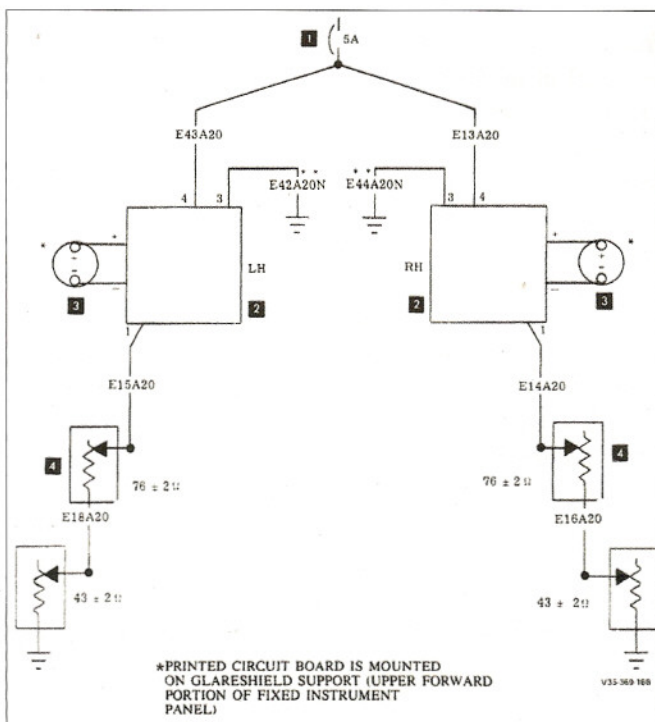 1 5A
E43A20 E13A20
E42A20N ** ** E44A20N
4 3 3 4
* + + - LH RH + + - *
- -
3 2 2 3
1 1
E15A20 E14A20
4 4
76 ± 2Ω 76 ± 2Ω
E18A20 E16A20
43 ± 2Ω 43 ± 2Ω
*PRINTED CIRCUIT BOARD IS MOUNTED
ON GLARESHIELD SUPPORT (UPPER FORWARD
PORTION OF FIXED INSTRUMENT
PANEL)
V35-369-188